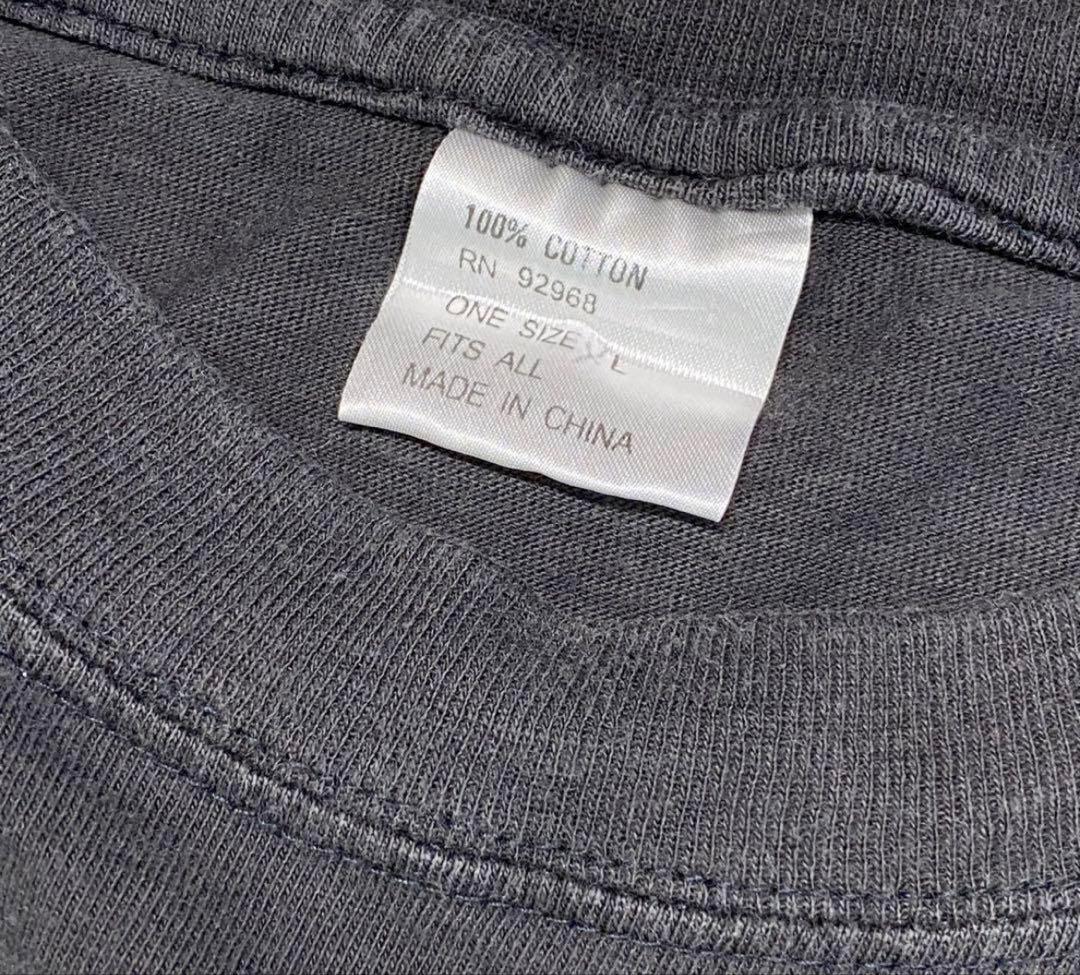 100% COTTON
RN 92968
ONE SIZE L
FITS ALL
MADE IN CHINA